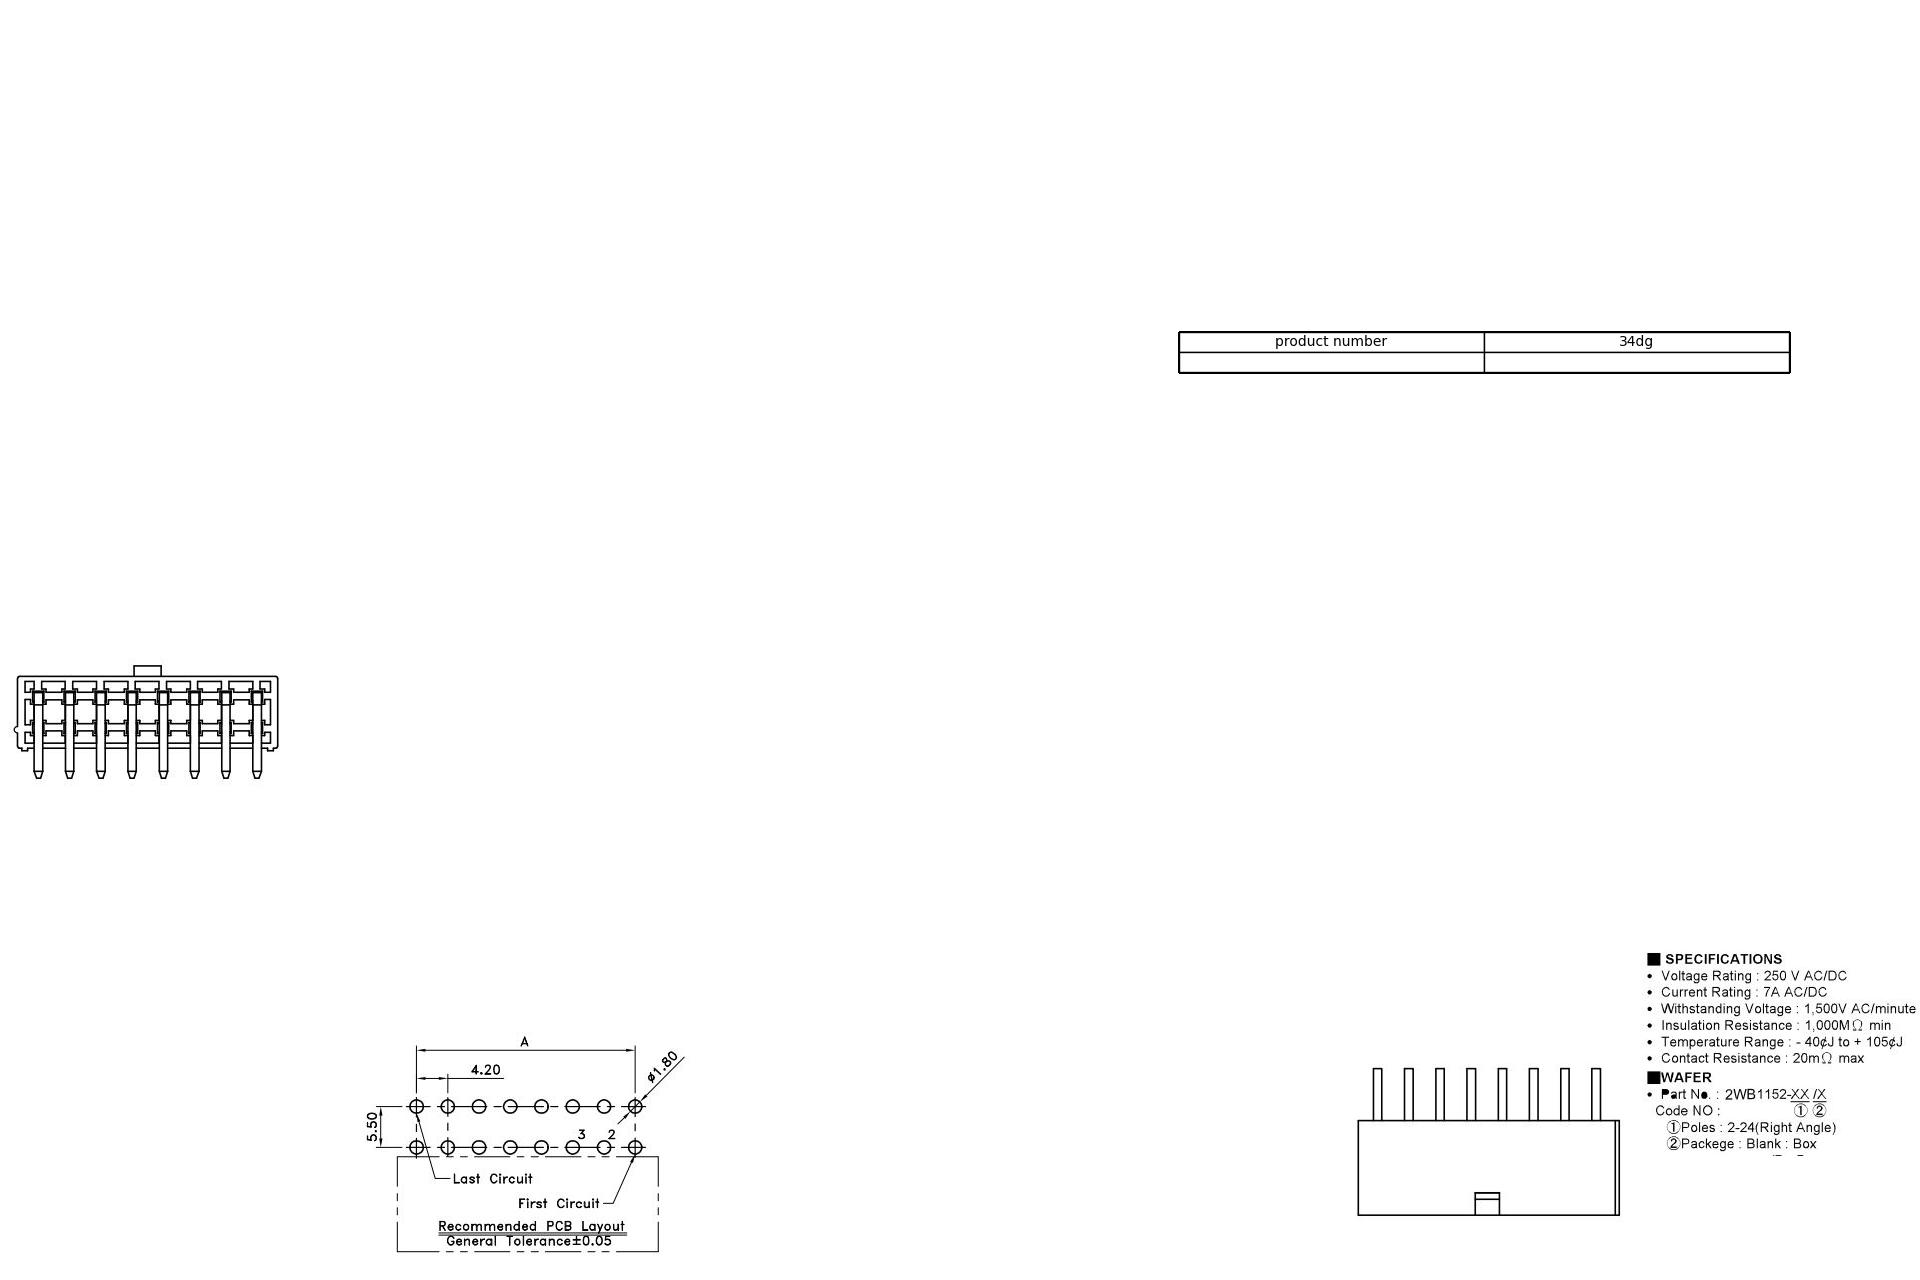 product number 34dg
■ SPECIFICATIONS
• Voltage Rating : 250 V AC/DC
• Current Rating : 7A AC/DC
• Withstanding Voltage : 1,500V AC/minute
• Insulation Resistance : 1,000MΩ min
• Temperature Range : - 40¢J to + 105¢J
• Contact Resistance : 20mΩ max
■WAFER
• Part No. : 2WB1152-XX /X
Code NO : ① ②
①Poles : 2-24(Right Angle)
②Packege : Blank : Box
A
4.20
ø1.80
5.50
3 2
Last Circuit
First Circuit
Recommended PCB Layout
General Tolerance±0.05